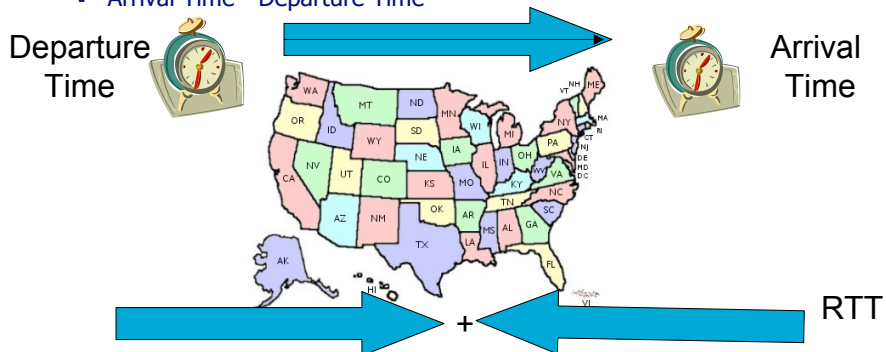 - Arrival Time - Departure Time
Departure
Time
Arrival
Time
WA
MT
ND
MN
VT
NH
ME
OR
ID
SD
WI
MI
NY
MA
RI
CT
WY
IA
PA
NJ
NV
NE
IL
IN
OH
DE
MD
DC
CA
UT
CO
KS
MO
KY
WV
VA
NC
AZ
NM
OK
AR
TN
SC
TX
LA
MS
AL
GA
AK
HI
FL
VI
+
RTT